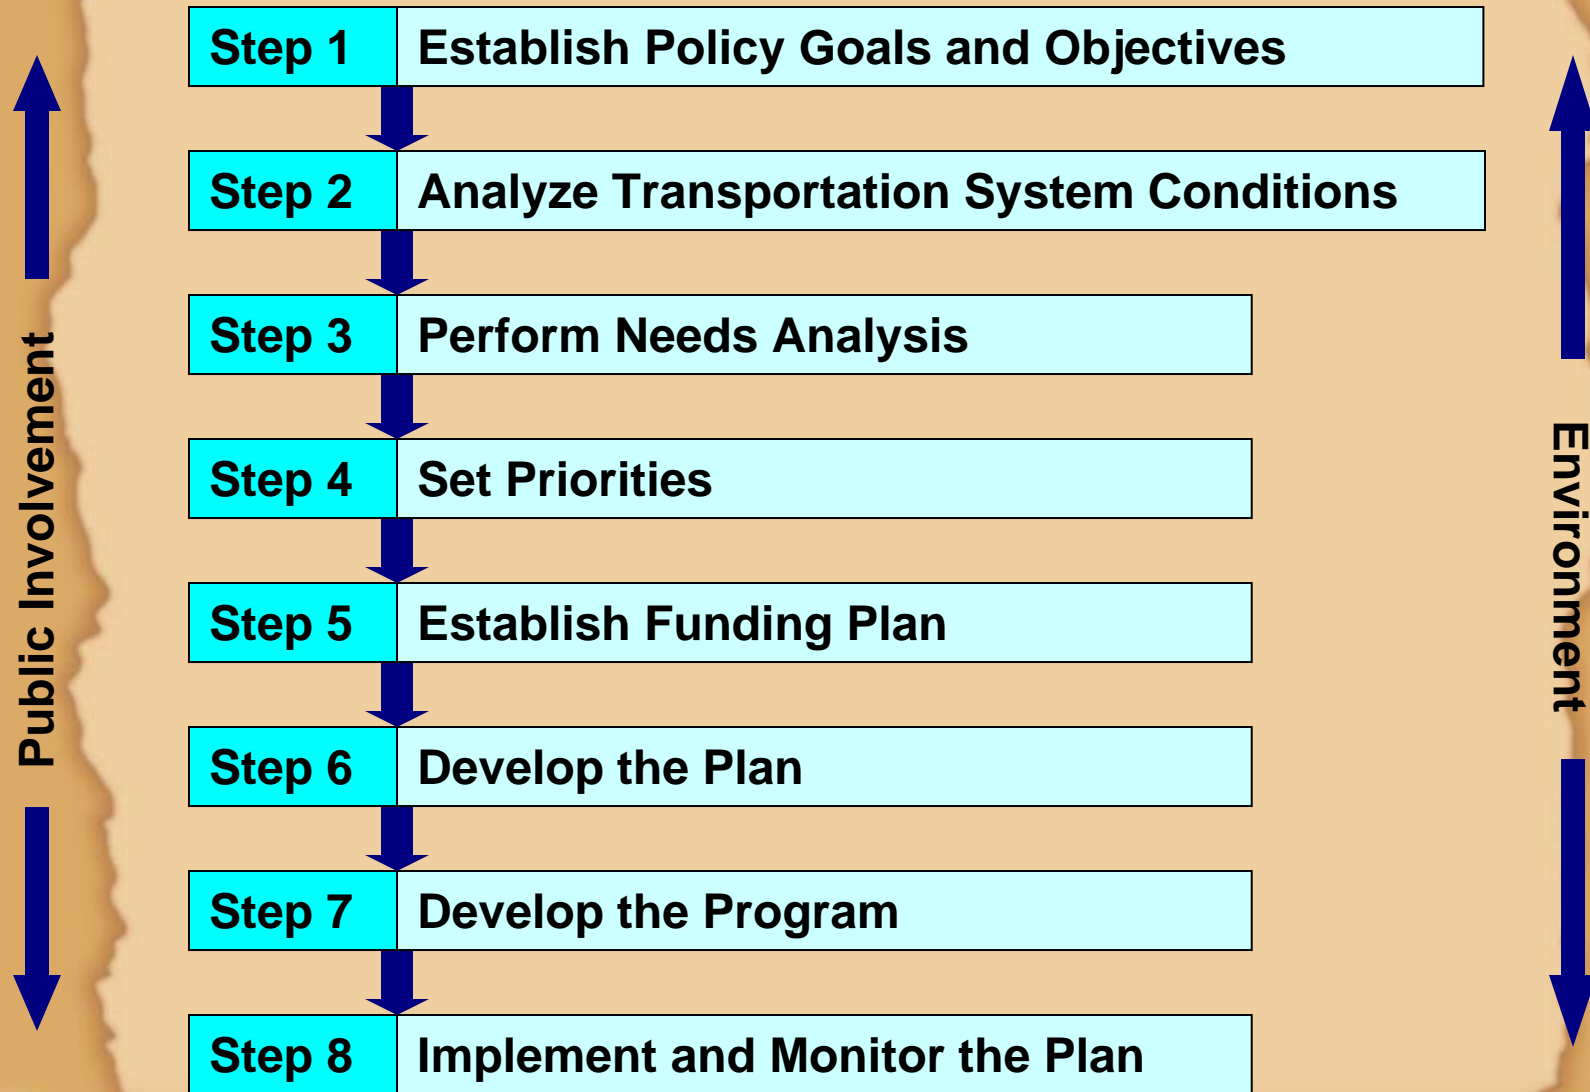 Step 1 Establish Policy Goals and Objectives
Step 2 Analyze Transportation System Conditions
Step 3 Perform Needs Analysis
Step 4 Set Priorities
Step 5 Establish Funding Plan
Step 6 Develop the Plan
Step 7 Develop the Program
Step 8 Implement and Monitor the Plan
Public Involvement
Environment